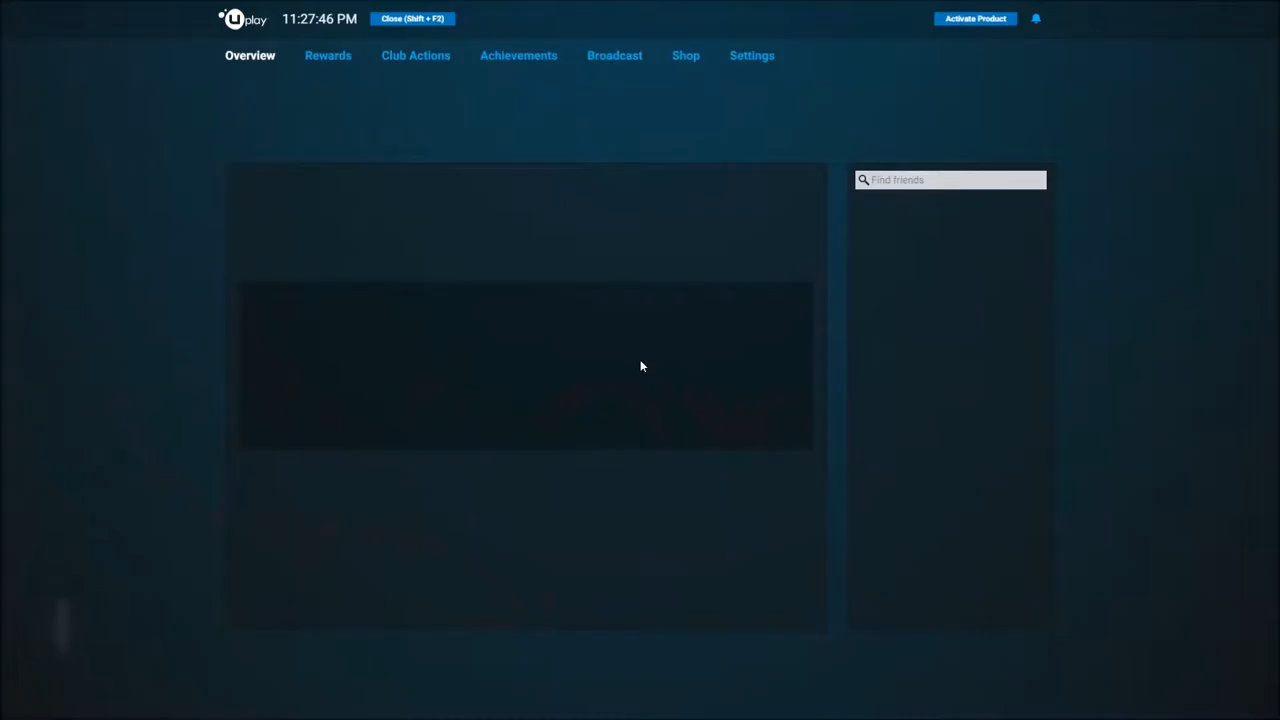 uplay 11:27:46 PM Close (Shift + F2) Activate Product
Overview Rewards Club Actions Achievements Broadcast Shop Settings
Find friends